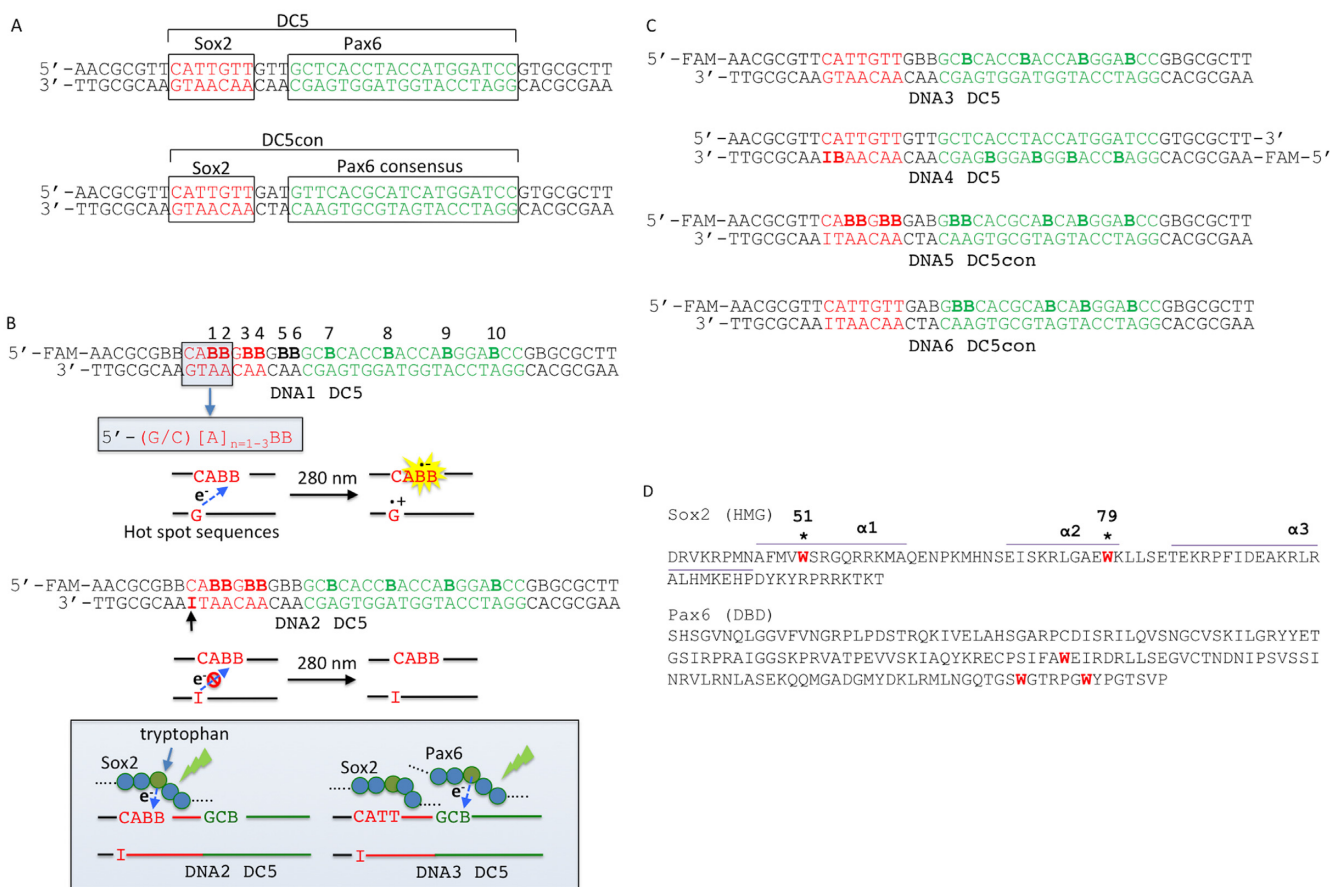 A
DC5
Sox2 Pax6
5′-AACGCGTTCATTGTTGTTGCTCACCTACCATGGATCCGTGCGCTT
3′-TTGCGCAAGTAACAACAACGAGTGGATGGTACCTAGGCACGCGAA
DC5con
Sox2 Pax6 consensus
5′-AACGCGTTCATTGTTGATGTTCACGCATCATGGATCCGTGCGCTT
3′-TTGCGCAAGTAACAACTACAAGTGCGTAGTACCTAGGCACGCGAA
B
1 2 3 4 5 6 7 8 9 10
5′-FAM-AACGCGBBCABBGBBGBBGCBCACCBACCABGGABCCGBGCGCTT
3′-TTGCGCAAGTAACAACAACGAGTGGATGGTACCTAGGCACGCGAA
DNA1 DC5
5′-(G/C)[A]n=1-3BB
CABB 280 nm CABB •-
e- G G •+
Hot spot sequences
5′-FAM-AACGCGBBCABBGBBGBBGCBCACCBACCABGGABCCGBGCGCTT
3′-TTGCGCAAITAACAACAACGAGTGGATGGTACCTAGGCACGCGAA
DNA2 DC5
CABB 280 nm CABB
e- I I
tryptophan
Sox2 Sox2 Pax6
e- e-
CABB GCB CATT GCB
I I
DNA2 DC5 DNA3 DC5
C
5′-FAM-AACGCGTTCATTGTTGBBGCBCACCBACCABGGABCCGBGCGCTT
3′-TTGCGCAAGTAACAACAACGAGTGGATGGTACCTAGGCACGCGAA
DNA3 DC5
5′-AACGCGTTCATTGTTGTTGCTCACCTACCATGGATCCGTGCGCTT-3′
3′-TTGCGCAAIBAACAACAACGAGBGGABGGBACCBAGGCACGCGAA-FAM-5′
DNA4 DC5
5′-FAM-AACGCGTTCABBGBBGABGBBCACGCABCABGGABCCGBGCGCTT
3′-TTGCGCAAITAACAACTACAAGTGCGTAGTACCTAGGCACGCGAA
DNA5 DC5con
5′-FAM-AACGCGTTCATTGTTGABGBBCACGCABCABGGABCCGBGCGCTT
3′-TTGCGCAAITAACAACTACAAGTGCGTAGTACCTAGGCACGCGAA
DNA6 DC5con
D
Sox2 (HMG) 51 α1 α2 79 α3
* *
DRVKRPMNAFMVWSRGQRRKMAQENPKMHNSEISKRLGAEWKLLSETEKRPFIDEAKRLR
ALHMKEHPDYKYRPRRKTKT
Pax6 (DBD)
SHSGVNQLGGVFVNGRPLPDSTRQKIVELAHSGARPCDISRILQVSNGCVSKILGRYYET
GSIRPRAIGGSKPRVATPEVVSKIAQYKRECPSIFAWEIRDRLLSEGVCTNDNIPSVSSI
NRVLRNLASEKQQMGADGMYDKLRMLNGQTGSWGTRPGWYPGTSVP